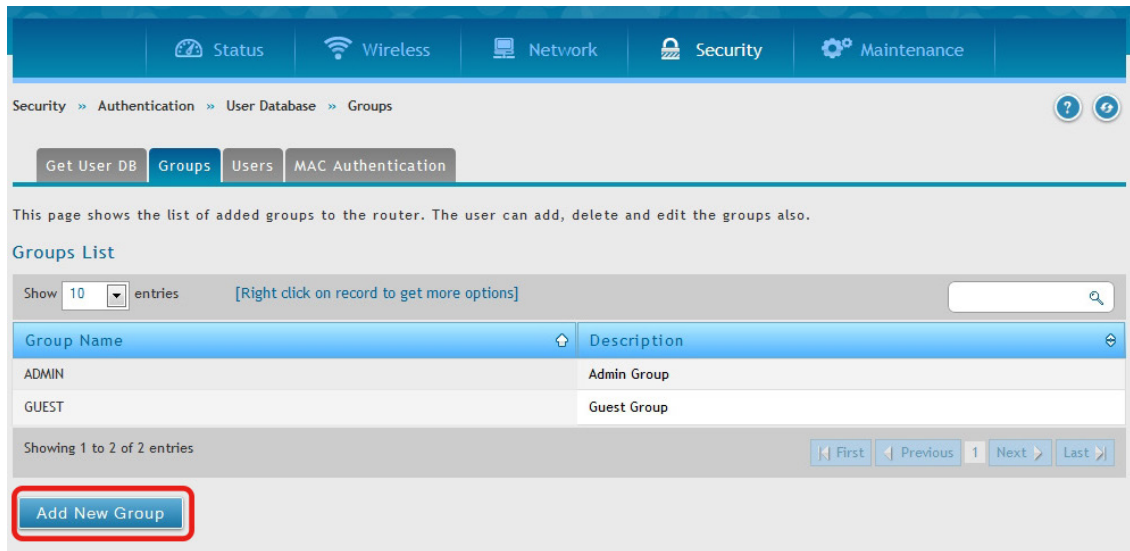 Status Wireless Network Security Maintenance
Security » Authentication » User Database » Groups
Get User DB Groups Users MAC Authentication
This page shows the list of added groups to the router. The user can add, delete and edit the groups also.
Groups List
Show 10 entries [Right click on record to get more options]
Group Name Description
ADMIN Admin Group
GUEST Guest Group
Showing 1 to 2 of 2 entries First Previous 1 Next Last
Add New Group